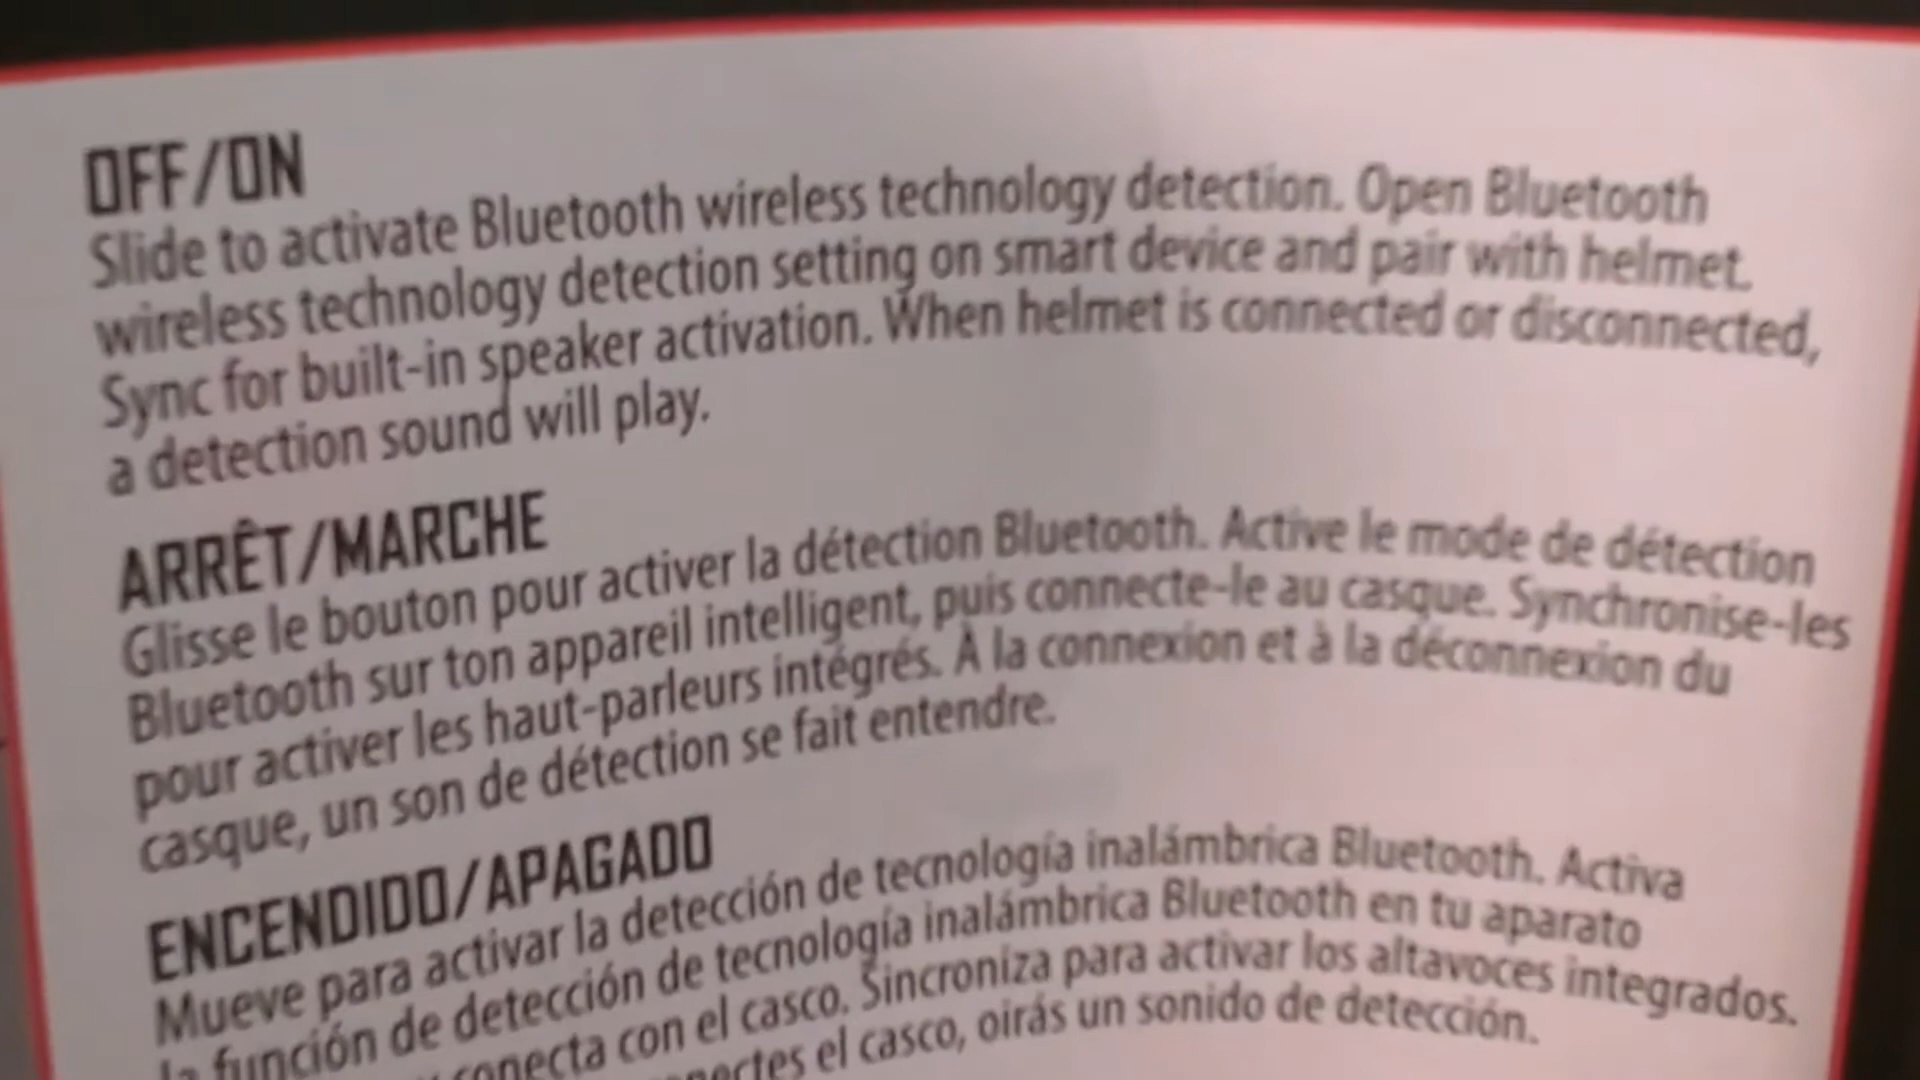 OFF/ON
Slide to activate Bluetooth wireless technology detection. Open Bluetooth
wireless technology detection setting on smart device and pair with helmet.
Sync for built-in speaker activation. When helmet is connected or disconnected,
a detection sound will play.
ARRÊT/MARCHE
Glisse le bouton pour activer la détection Bluetooth. Active le mode de détection
Bluetooth sur ton appareil intelligent, puis connecte-le au casque. Synchronise-les
pour activer les haut-parleurs intégrés. À la connexion et à la déconnexion du
casque, un son de détection se fait entendre.
ENCENDIDO/APAGADO
Mueve para activar la detección de tecnología inalámbrica Bluetooth. Activa
la función de detección de tecnología inalámbrica Bluetooth en tu aparato
conecta con el casco. Sincroniza para activar los altavoces integrados.
el casco, oirás un sonido de detección.